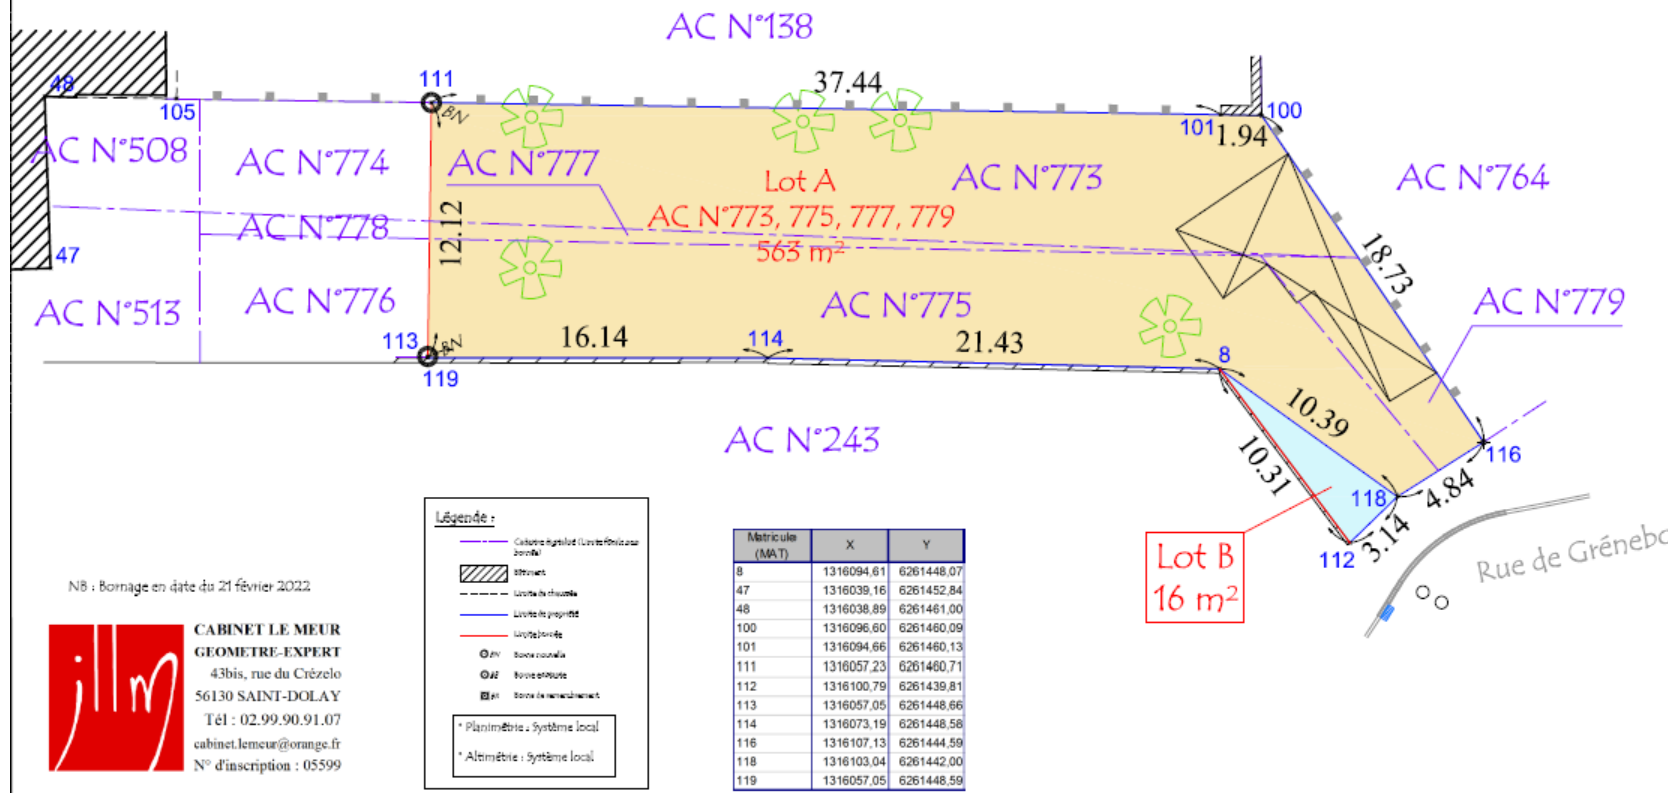 AC N°138
111
37.44
48
105
BN
101
100
1.94
AC N°508
AC N°774
AC N°777
Lot A
AC N°773
AC N°764
AC N°773, 775, 777, 779
563 m²
AC N°778
12.12
47
18.73
AC N°513
AC N°776
AC N°775
AC N°779
113
BN
16.14
114
21.43
8
119
10.39
AC N°243
10.31
116
118
4.84
3.14
112
Lot B
16 m²
Rue de Grénebo
Légende :
Bâtiment
Limite de propriété
Borne nouvelle
* Planimétrie : Système local
* Altimétrie : Système local
Matricule (MAT) X Y
8 1316094,61 6261448,07
47 1316039,16 6261452,84
48 1316038,89 6261461,00
100 1316096,60 6261460,09
101 1316094,66 6261460,13
111 1316057,23 6261460,71
112 1316100,79 6261439,81
113 1316057,05 6261448,66
114 1316073,19 6261448,58
116 1316107,13 6261444,59
118 1316103,04 6261442,00
119 1316057,05 6261448,59
NB : Bornage en date du 21 février 2022
jllm
CABINET LE MEUR
GEOMETRE-EXPERT
43bis, rue du Crézelo
56130 SAINT-DOLAY
Tél : 02.99.90.91.07
cabinet.lemeur@orange.fr
N° d'inscription : 05599